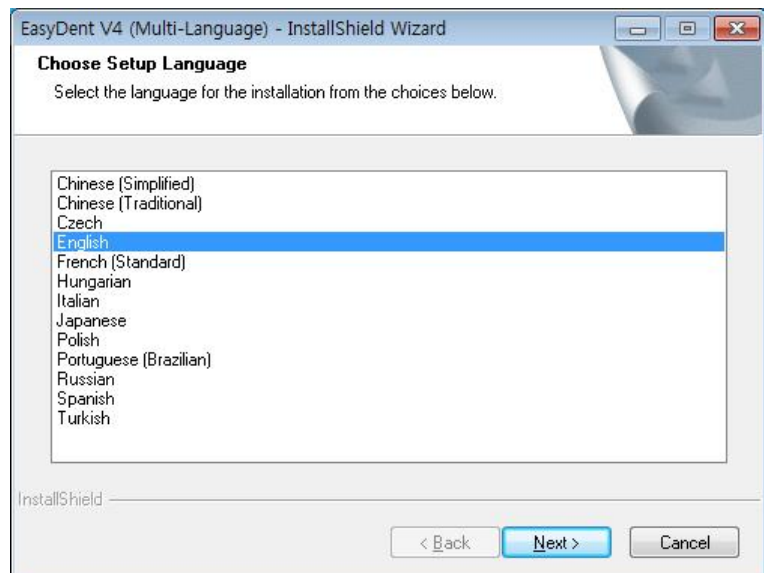 EasyDent V4 (Multi-Language) - InstallShield Wizard
Choose Setup Language
Select the language for the installation from the choices below.
Chinese (Simplified)
Chinese (Traditional)
Czech
English
French (Standard)
Hungarian
Italian
Japanese
Polish
Portuguese (Brazilian)
Russian
Spanish
Turkish
InstallShield
< Back
Next >
Cancel